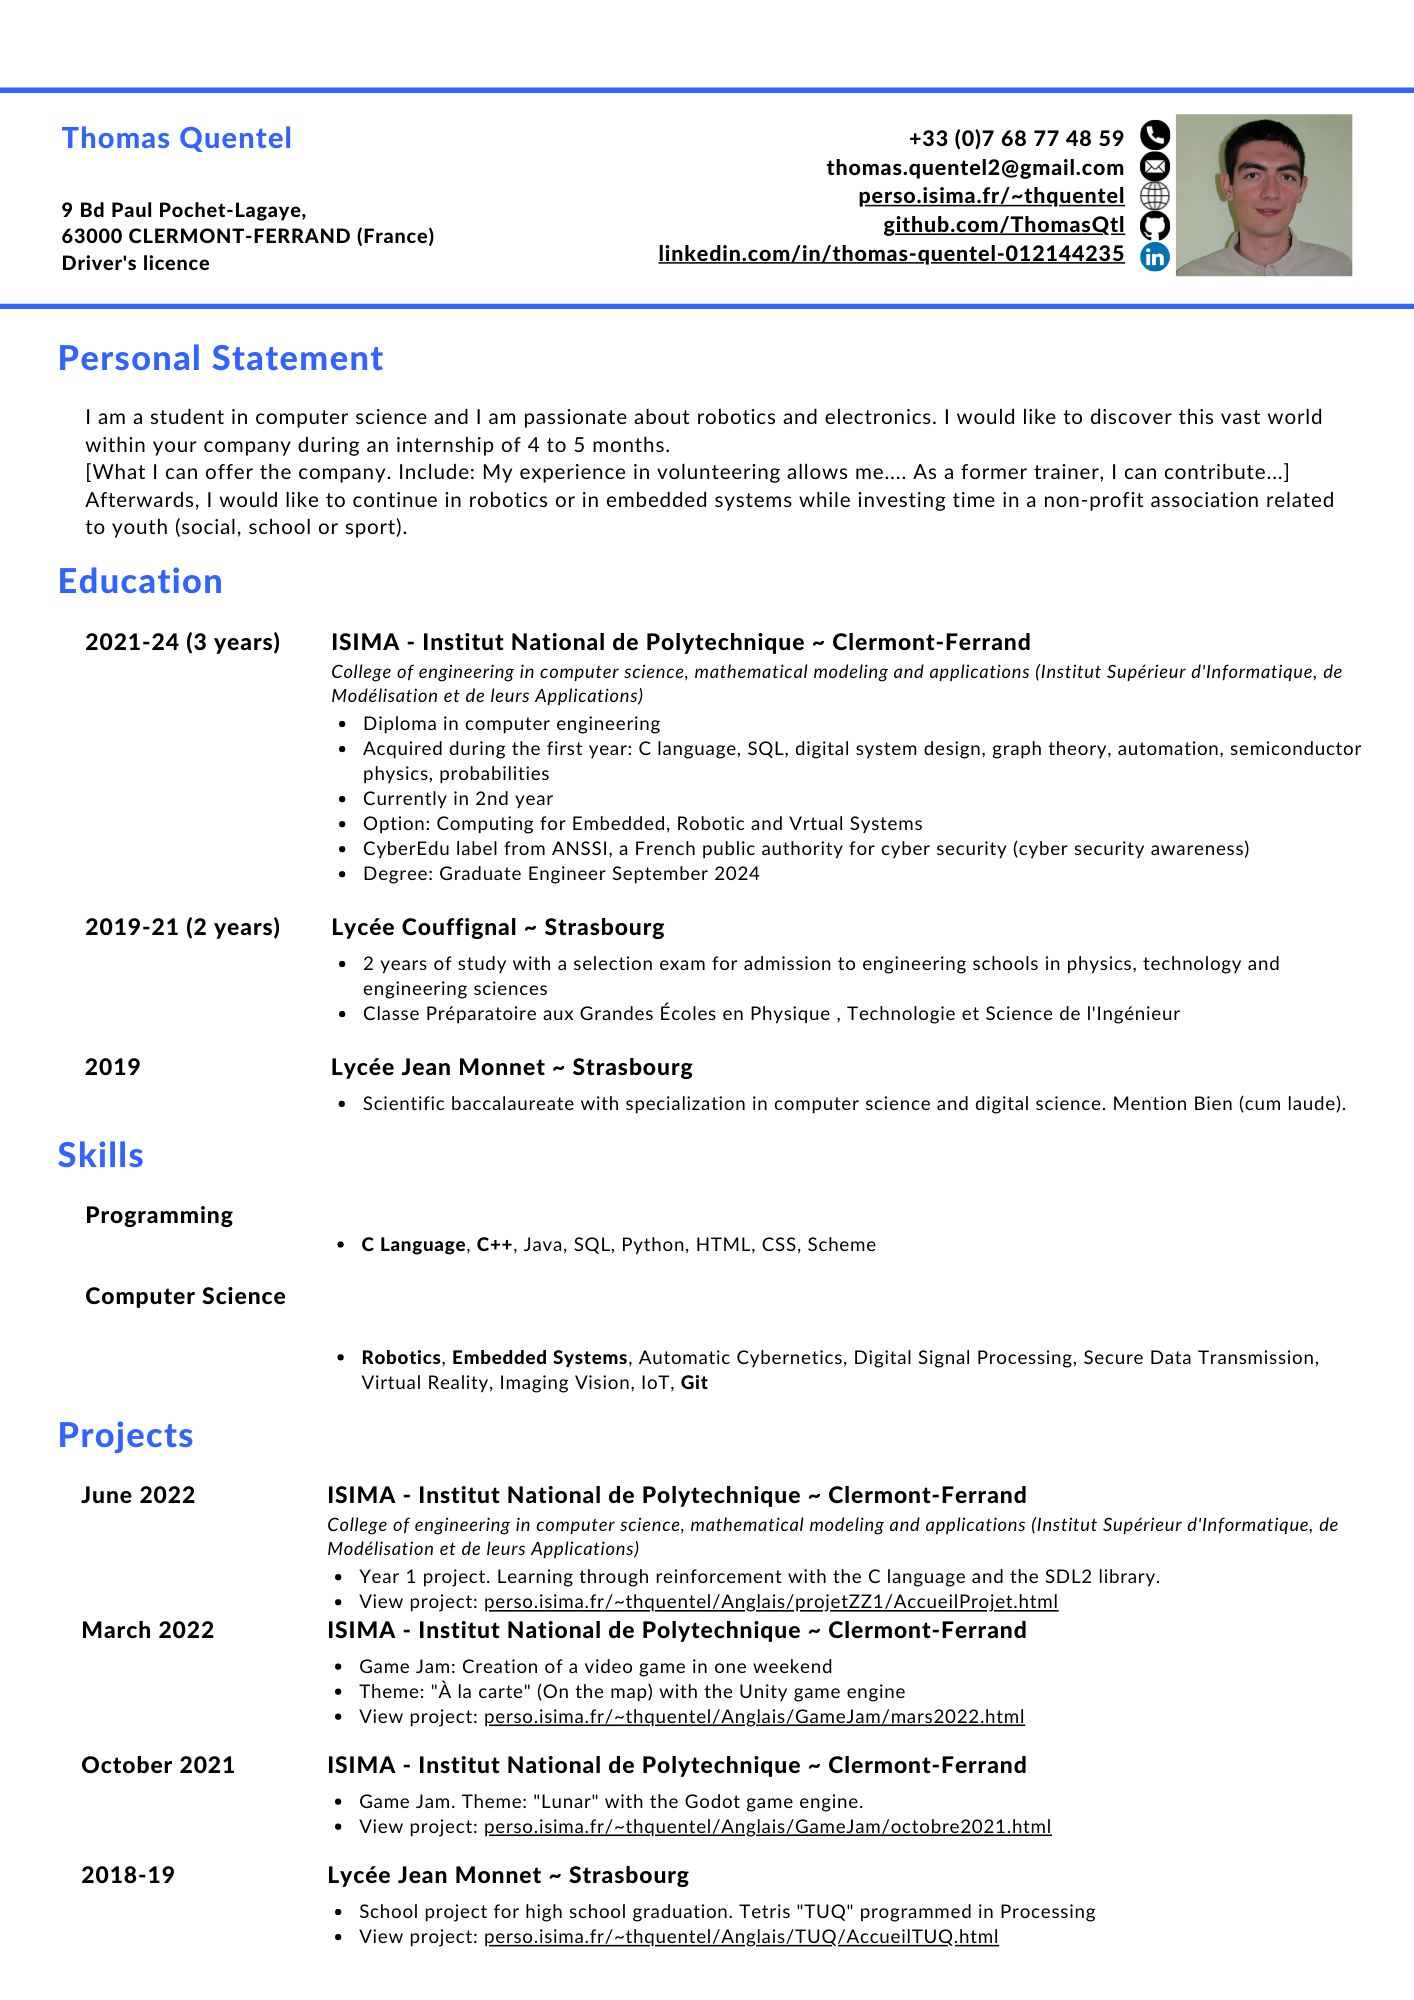 Thomas Quentel
9 Bd Paul Pochet-Lagaye,
63000 CLERMONT-FERRAND (France)
Driver's licence
+33 (0)7 68 77 48 59
thomas.quentel2@gmail.com
perso.isima.fr/~thquentel
github.com/ThomasQtl
linkedin.com/in/thomas-quentel-012144235
in
Personal Statement
I am a student in computer science and I am passionate about robotics and electronics. I would like to discover this vast world
within your company during an internship of 4 to 5 months.
[What I can offer the company. Include: My experience in volunteering allows me.... As a former trainer, I can contribute...]
Afterwards, I would like to continue in robotics or in embedded systems while investing time in a non-profit association related
to youth (social, school or sport).
Education
2021-24 (3 years)
ISIMA - Institut National de Polytechnique ~ Clermont-Ferrand
College of engineering in computer science, mathematical modeling and applications (Institut Supérieur d'Informatique, de
Modélisation et de leurs Applications)
• Diploma in computer engineering
• Acquired during the first year: C language, SQL, digital system design, graph theory, automation, semiconductor
physics, probabilities
• Currently in 2nd year
• Option: Computing for Embedded, Robotic and Vrtual Systems
• CyberEdu label from ANSSI, a French public authority for cyber security (cyber security awareness)
• Degree: Graduate Engineer September 2024
2019-21 (2 years)
Lycée Couffignal ~ Strasbourg
• 2 years of study with a selection exam for admission to engineering schools in physics, technology and
engineering sciences
• Classe Préparatoire aux Grandes Écoles en Physique , Technologie et Science de l'Ingénieur
2019
Lycée Jean Monnet ~ Strasbourg
• Scientific baccalaureate with specialization in computer science and digital science. Mention Bien (cum laude).
Skills
Programming
• C Language, C++, Java, SQL, Python, HTML, CSS, Scheme
Computer Science
• Robotics, Embedded Systems, Automatic Cybernetics, Digital Signal Processing, Secure Data Transmission,
Virtual Reality, Imaging Vision, IoT, Git
Projects
June 2022
ISIMA - Institut National de Polytechnique ~ Clermont-Ferrand
College of engineering in computer science, mathematical modeling and applications (Institut Supérieur d'Informatique, de
Modélisation et de leurs Applications)
• Year 1 project. Learning through reinforcement with the C language and the SDL2 library.
• View project: perso.isima.fr/~thquentel/Anglais/projetZZ1/AccueilProjet.html
March 2022
ISIMA - Institut National de Polytechnique ~ Clermont-Ferrand
• Game Jam: Creation of a video game in one weekend
• Theme: "À la carte" (On the map) with the Unity game engine
• View project: perso.isima.fr/~thquentel/Anglais/GameJam/mars2022.html
October 2021
ISIMA - Institut National de Polytechnique ~ Clermont-Ferrand
• Game Jam. Theme: "Lunar" with the Godot game engine.
• View project: perso.isima.fr/~thquentel/Anglais/GameJam/octobre2021.html
2018-19
Lycée Jean Monnet ~ Strasbourg
• School project for high school graduation. Tetris "TUQ" programmed in Processing
• View project: perso.isima.fr/~thquentel/Anglais/TUQ/AccueilTUQ.html